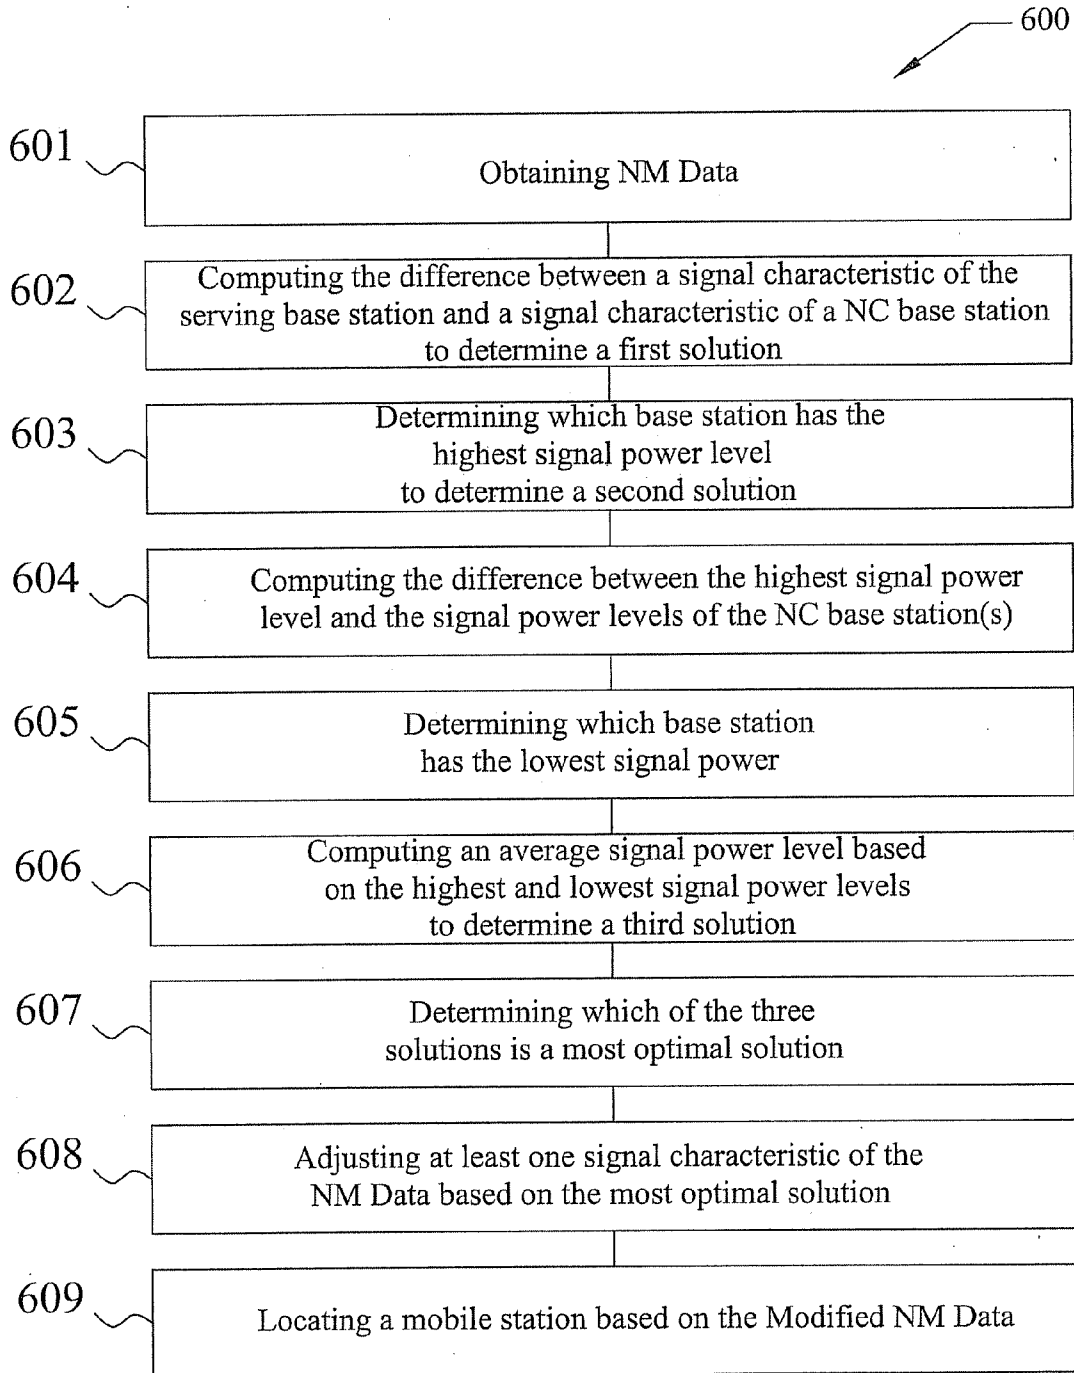 600
601
Obtaining NM Data
602
Computing the difference between a signal characteristic of the
serving base station and a signal characteristic of a NC base station
to determine a first solution
603
Determining which base station has the
highest signal power level
to determine a second solution
604
Computing the difference between the highest signal power
level and the signal power levels of the NC base station(s)
605
Determining which base station
has the lowest signal power
606
Computing an average signal power level based
on the highest and lowest signal power levels
to determine a third solution
607
Determining which of the three
solutions is a most optimal solution
608
Adjusting at least one signal characteristic of the
NM Data based on the most optimal solution
609
Locating a mobile station based on the Modified NM Data